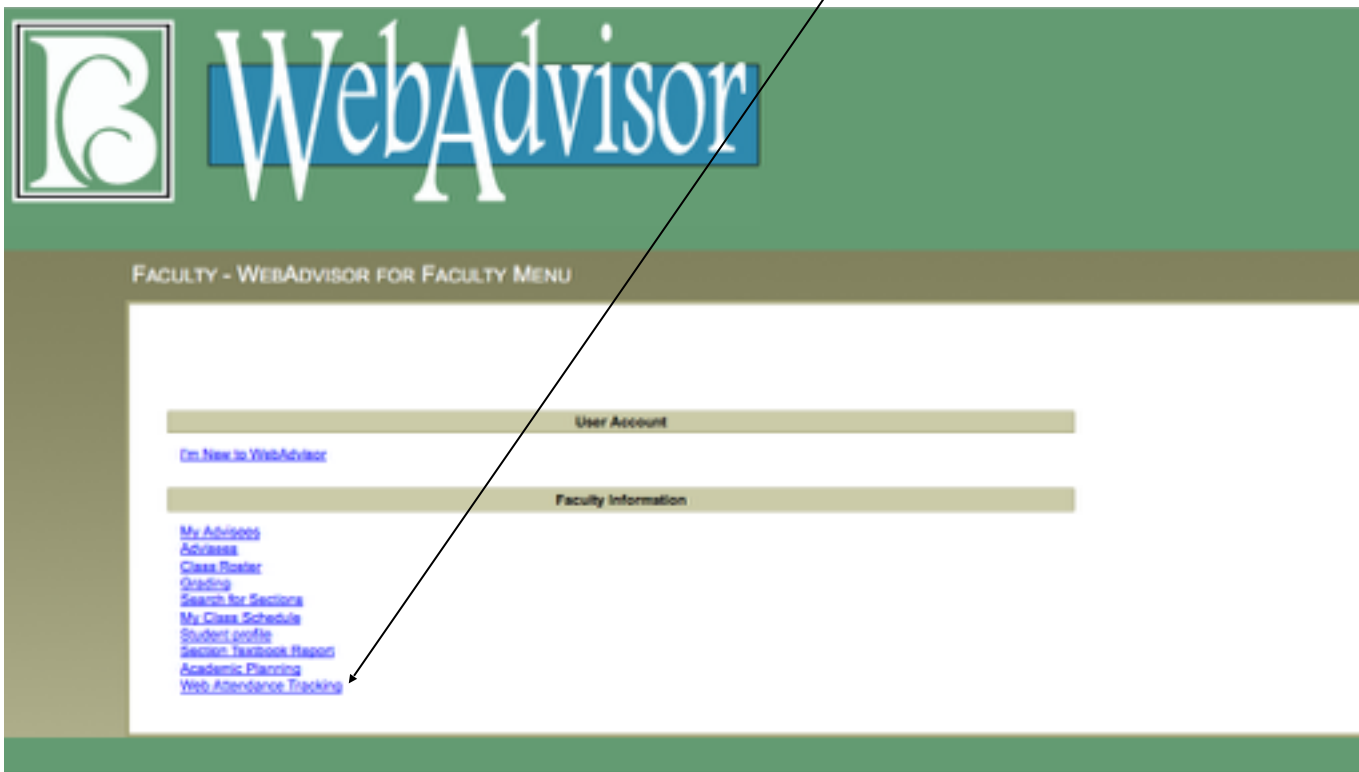 WebAdvisor
FACULTY - WEBADVISOR FOR FACULTY MENU
User Account
I'm New to WebAdvisor
Faculty Information
My Advisees
Advisees
Class Roster
Grading
Search for Sections
My Class Schedule
Student profile
Section Textbook Report
Academic Planning
Web Attendance Tracking